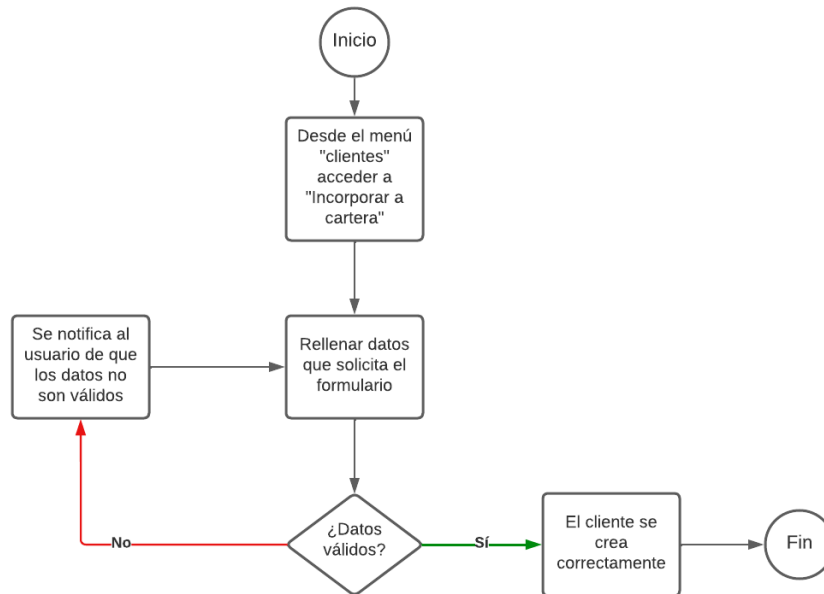 Inicio
Desde el menú
"clientes"
acceder a
"Incorporar a
cartera"
Se notifica al
usuario de que
los datos no
son válidos
Rellenar datos
que solicita el
formulario
¿Datos
válidos?
No
Sí
El cliente se
crea
correctamente
Fin